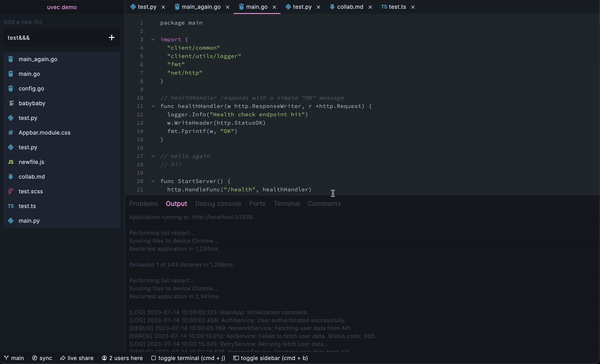 uvec demo
Add a new file
test&&&
+
main_again.go
main.go
config.go
babybaby
test.py
Appbar.module.css
test.py
newfile.js
collab.md
test.scss
test.ts
main.py
test.py ×
main_again.go ×
main.go ×
test.py ×
collab.md ×
TS test.ts ×
1 package main
2
3 import (
4 "client/common"
5 "client/utils/logger"
6 "fmt"
7 "net/http"
8 )
9
10 // healthHandler responds with a simple "OK" message
11 func healthHandler(w http.ResponseWriter, r *http.Request) {
12 logger.Info("Health check endpoint hit")
13 w.WriteHeader(http.StatusOK)
14 fmt.Fprintf(w, "OK")
15 }
16
17 // hello again
18 // Hi!
19
20 func StartServer() {
21 http.HandleFunc("/health", healthHandler)
Problems Output Debug console Ports Terminal Comments
Application running at: http://localhost:53336
Performing hot restart...
Syncing files to device Chrome...
Restarted application in 1,234ms.
Reloaded 1 of 543 libraries in 1,298ms.
Performing full restart...
Syncing files to device Chrome...
Restarted application in 2,345ms.
[LOG] 2023-07-14 10:00:00.123: MainApp: Initialization complete.
[LOG] 2023-07-14 10:00:02.456: AuthService: User authenticated successfully.
[DEBUG] 2023-07-14 10:00:05.789: NetworkService: Fetching user data from API.
[ERROR] 2023-07-14 10:00:10.012: ApiService: Failed to fetch user data. Status code: 500.
[LOG] 2023-07-14 10:00:15.345: RetryService: Retrying fetch user data...
main sync live share 2 users here toggle terminal (cmd + j) toggle sidebar (cmd + b)